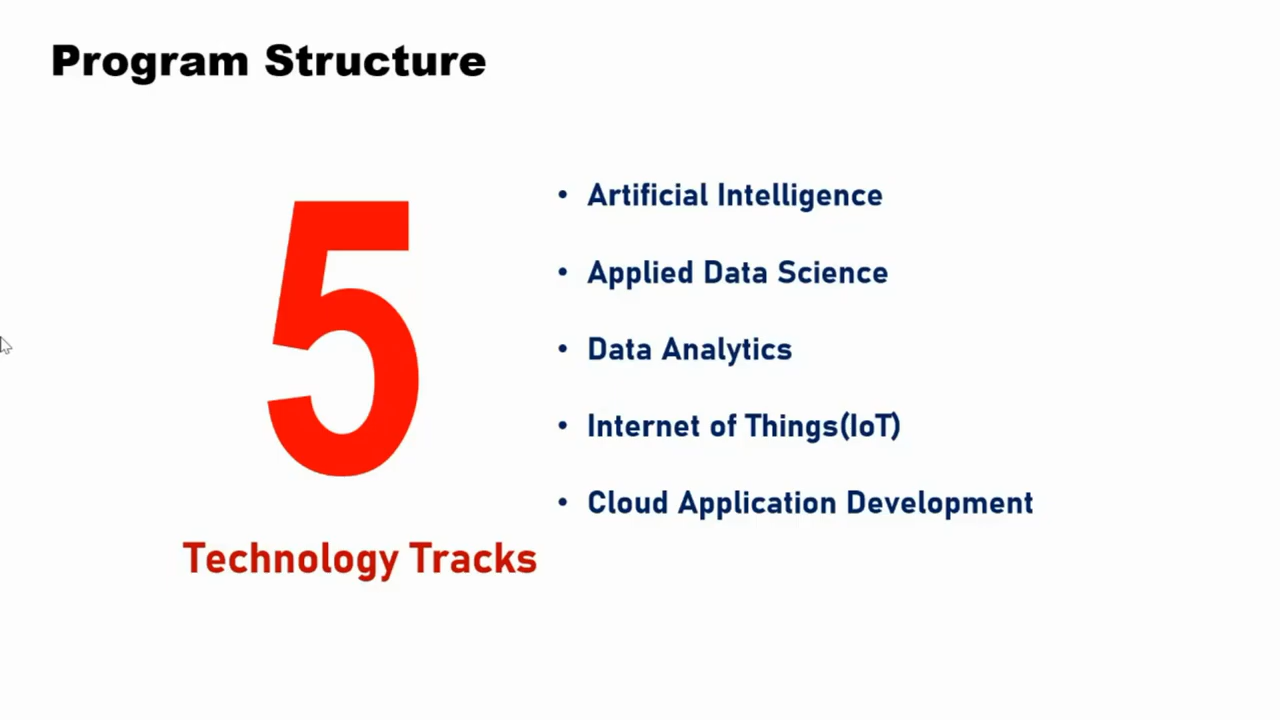 Program Structure
5
Technology Tracks
• Artificial Intelligence
• Applied Data Science
• Data Analytics
• Internet of Things(IoT)
• Cloud Application Development